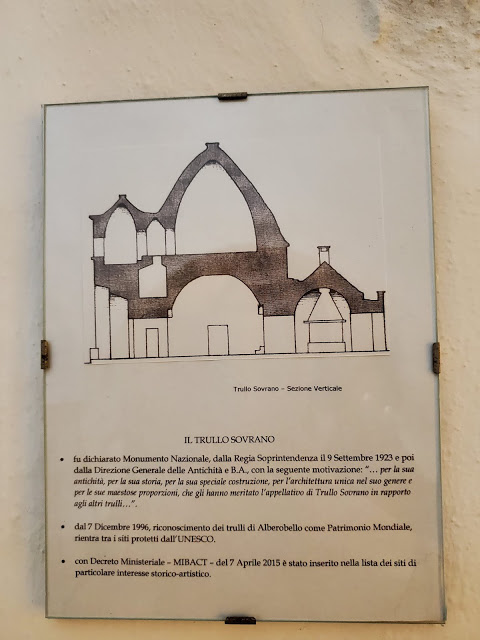 Trullo Sovrano – Sezione Verticale
IL TRULLO SOVRANO
• fu dichiarato Monumento Nazionale, dalla Regia Soprintendenza il 9 Settembre 1923 e poi
dalla Direzione Generale delle Antichità e B.A., con la seguente motivazione: "… per la sua
antichità, per la sua storia, per la sua speciale costruzione, per l'architettura unica nel suo genere e
per le sue maestose proporzioni, che gli hanno meritato l'appellativo di Trullo Sovrano in rapporto
agli altri trulli…".
• dal 7 Dicembre 1996, riconoscimento dei trulli di Alberobello come Patrimonio Mondiale,
rientra tra i siti protetti dall'UNESCO.
• con Decreto Ministeriale – MIBACT – del 7 Aprile 2015 è stato inserito nella lista dei siti di
particolare interesse storico-artistico.